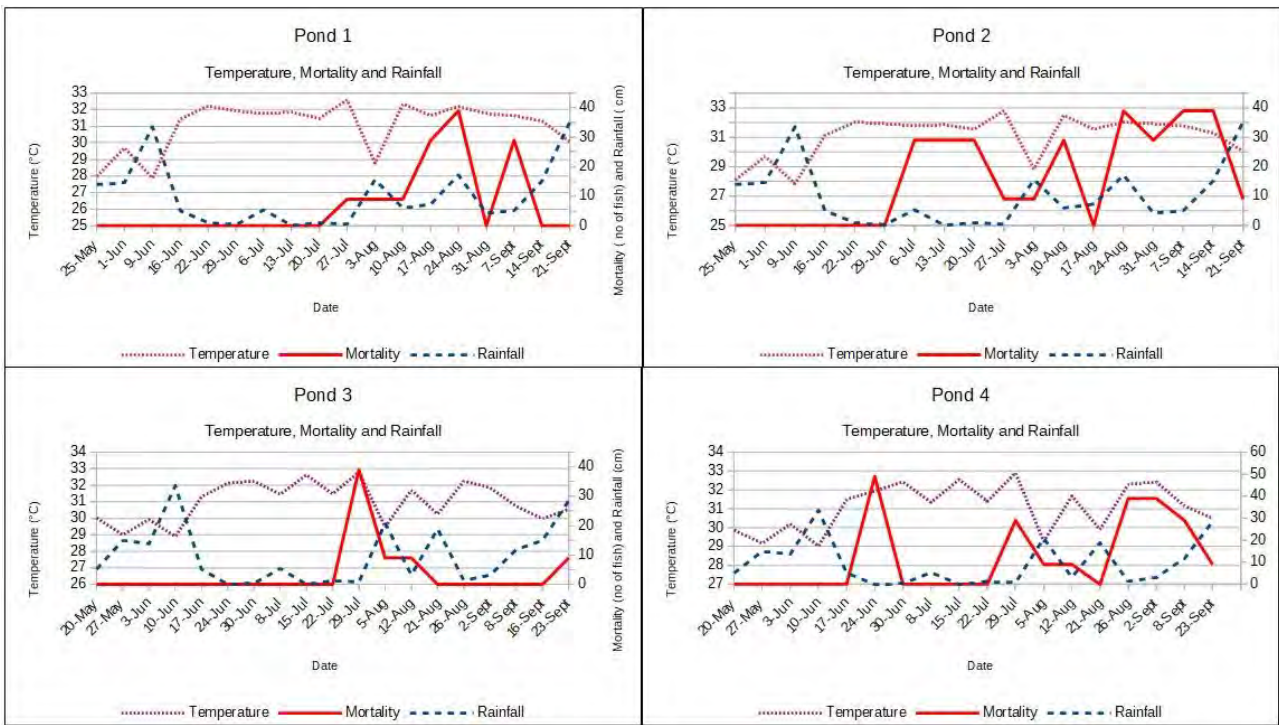 Pond 1
Temperature, Mortality and Rainfall
33
32
31
30
29
28
27
26
25
40
30
20
10
0
Temperature (°C)
Mortality ( no of fish) and Rainfall ( cm)
25-May
1-Jun
9-Jun
16-Jun
22-Jun
29-Jun
6-Jul
13-Jul
20-Jul
27-Jul
3-Aug
10-Aug
17-Aug
24-Aug
31-Aug
7-Sept
14-Sept
21-Sept
Date
Temperature Mortality Rainfall
Pond 2
Temperature, Mortality and Rainfall
33
31
29
27
25
40
30
20
10
0
Temperature (°C)
25-May
1-Jun
9-Jun
16-Jun
22-Jun
29-Jun
6-Jul
13-Jul
20-Jul
27-Jul
3-Aug
10-Aug
17-Aug
24-Aug
31-Aug
7-Sept
14-Sept
21-Sept
Date
Temperature Mortality Rainfall
Pond 3
Temperature, Mortality and Rainfall
34
33
32
31
30
29
28
27
26
40
30
20
10
0
Temperature (°C)
Mortality (no of fish) and Rainfall (cm)
20-May
27-May
3-Jun
10-Jun
17-Jun
24-Jun
30-Jun
8-Jul
15-Jul
22-Jul
29-Jul
5-Aug
12-Aug
21-Aug
26-Aug
2-Sept
8-Sept
16-Sept
23-Sept
Date
Temperature Mortality Rainfall
Pond 4
Temperature, Mortality and Rainfall
34
33
32
31
30
29
28
27
60
50
40
30
20
10
0
Temperature (°C)
20-May
27-May
3-Jun
10-Jun
17-Jun
24-Jun
30-Jun
8-Jul
15-Jul
22-Jul
29-Jul
5-Aug
12-Aug
21-Aug
26-Aug
2-Sept
8-Sept
23-Sept
Date
Temperature Mortality Rainfall